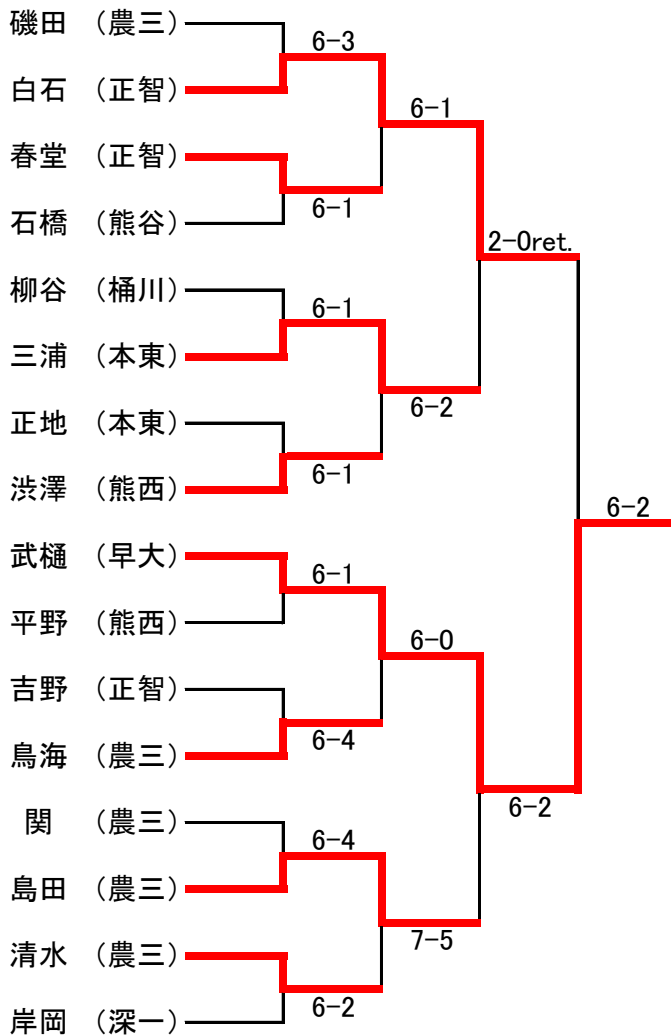 磯田 （農三）
6-3
白石 （正智）
6-1
春堂 （正智）
6-1
石橋 （熊谷）
2-0ret.
柳谷 （桶川）
6-1
三浦 （本東）
6-2
正地 （本東）
6-1
渋澤 （熊西）
6-2
武樋 （早大）
6-1
平野 （熊西）
6-0
吉野 （正智）
6-4
鳥海 （農三）
6-2
関 （農三）
6-4
島田 （農三）
7-5
清水 （農三）
6-2
岸岡 （深一）